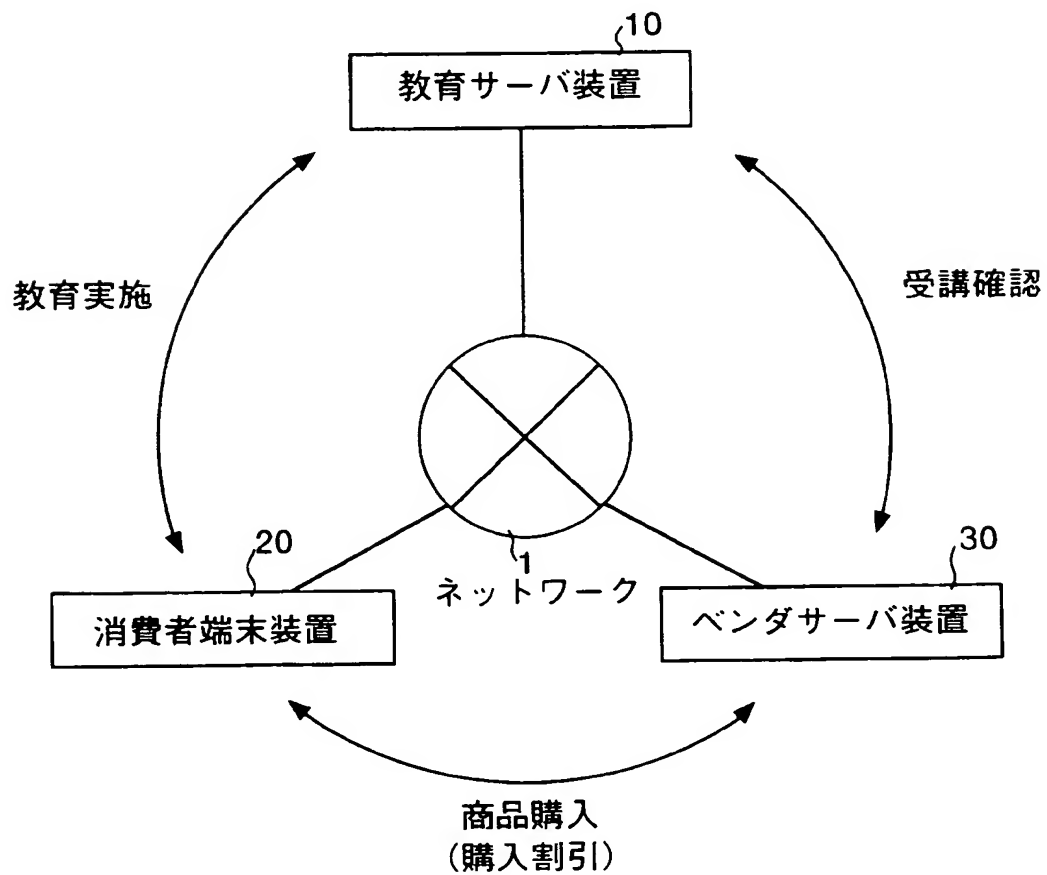 10
教育サーバ装置
教育実施
受講確認
1
ネットワーク
20
消費者端末装置
30
ベンダサーバ装置
商品購入
(購入割引)